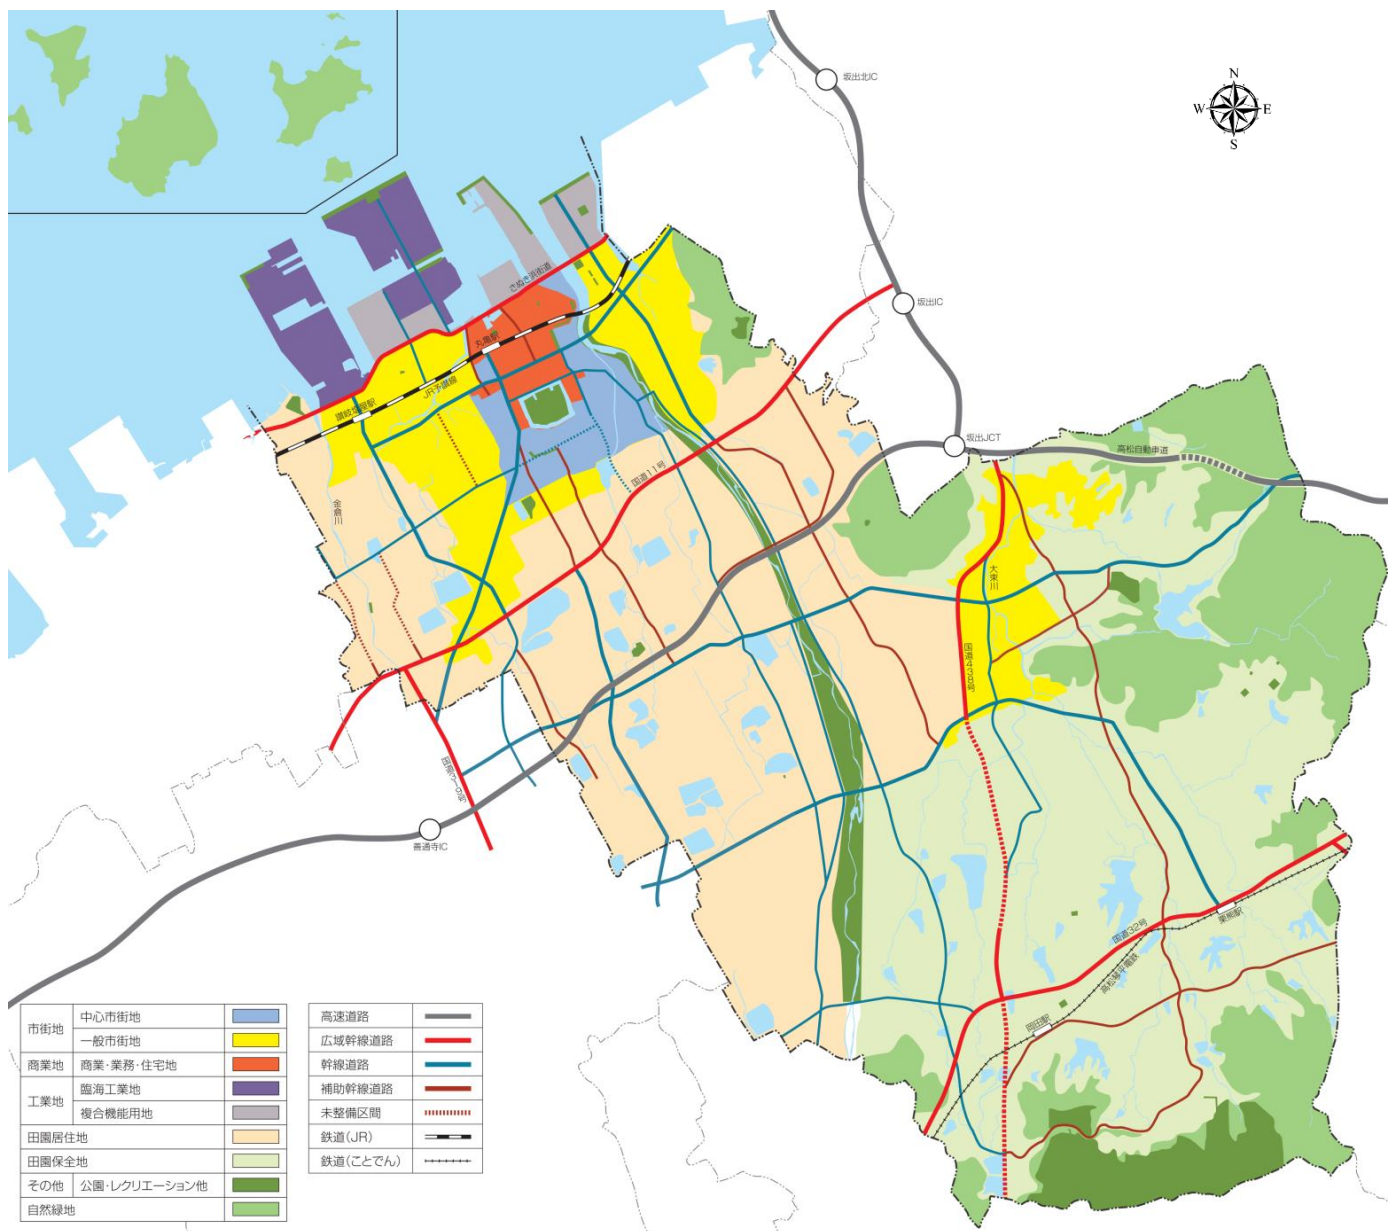 N
W
E
S
坂出北IC
坂出IC
さぬき浜街道
丸亀駅
JR予讃線
讃岐塩屋駅
坂出JCT
高松自動車道
国道11号
金倉川
大束川
国道438号
善通寺IC
国道32号
栗熊駅
高松琴平電鉄
岡田駅
市街地
中心市街地
一般市街地
商業地
商業・業務・住宅地
工業地
臨海工業地
複合機能用地
田園居住地
田園保全地
その他
公園・レクリエーション他
自然緑地
高速道路
広域幹線道路
幹線道路
補助幹線道路
未整備区間
鉄道(JR)
鉄道(ことでん)